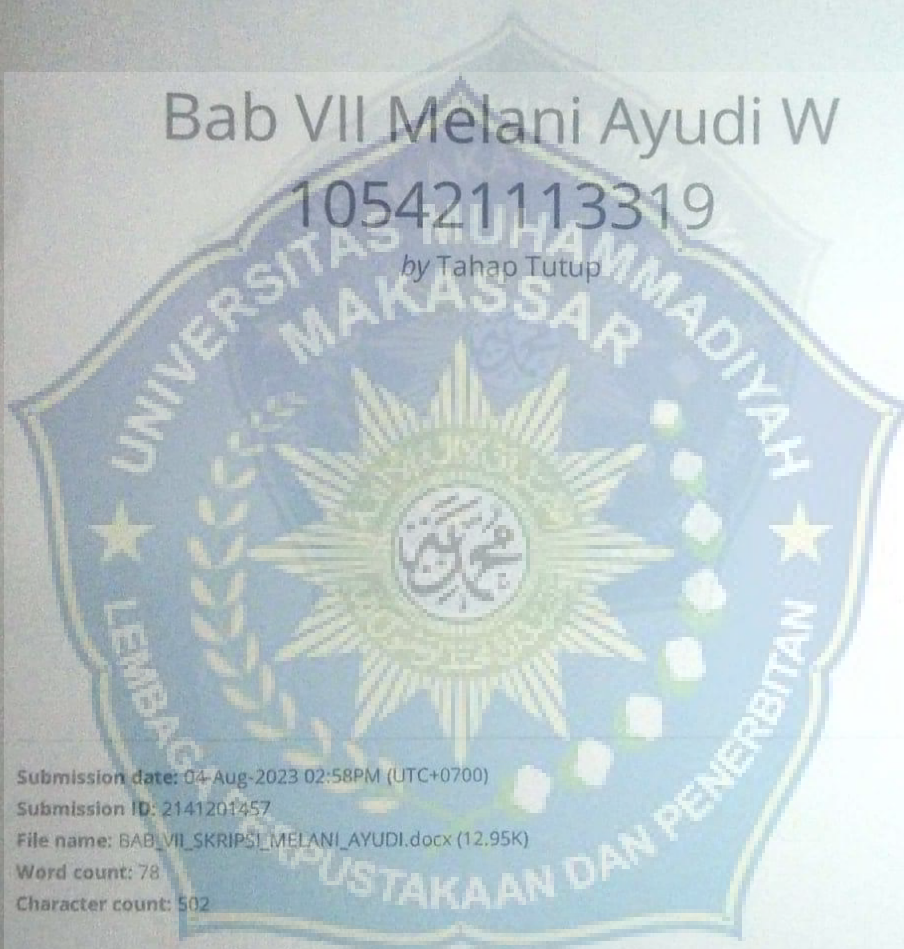 Bab VII Melani Ayudi W
105421113319
by Tahap Tutup
UNIVERSITAS MUHAMMADIYAH
MAKASSAR
LEMBAGA PERPUSTAKAAN DAN PENERBITAN
Submission date: 04-Aug-2023 02:58PM (UTC+0700)
Submission ID: 2141201457
File name: BAB_VII_SKRIPSI_MELANI_AYUDI.docx (12.95K)
Word count: 78
Character count: 502